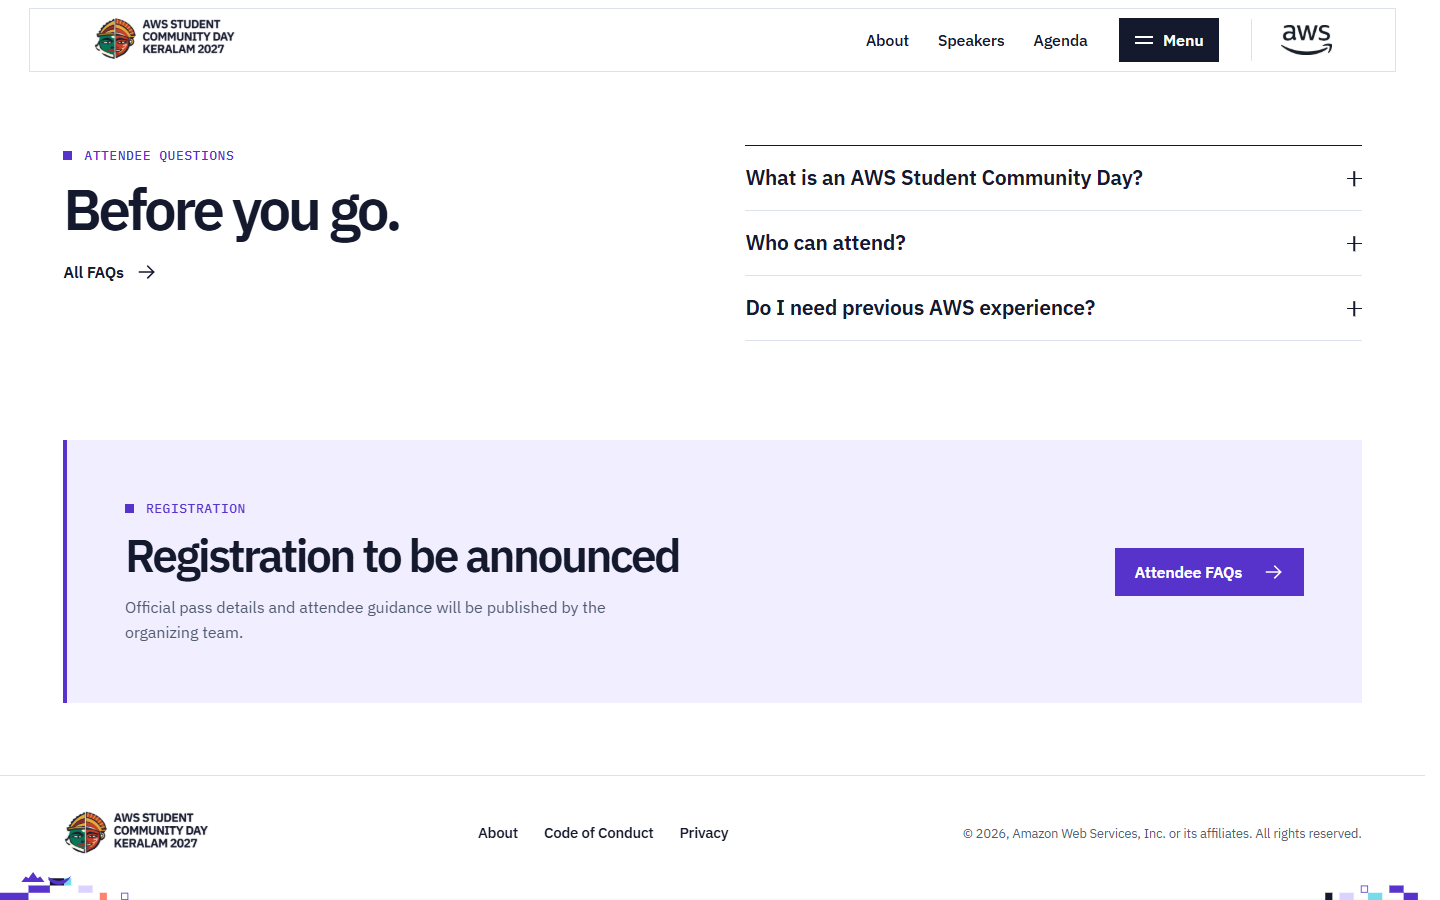 AWS STUDENT
COMMUNITY DAY
KERALAM 2027
About
Speakers
Agenda
Menu
aws
ATTENDEE QUESTIONS
Before you go.
All FAQs
What is an AWS Student Community Day?
Who can attend?
Do I need previous AWS experience?
REGISTRATION
Registration to be announced
Official pass details and attendee guidance will be published by the
organizing team.
Attendee FAQs
AWS STUDENT
COMMUNITY DAY
KERALAM 2027
About
Code of Conduct
Privacy
© 2026, Amazon Web Services, Inc. or its affiliates. All rights reserved.